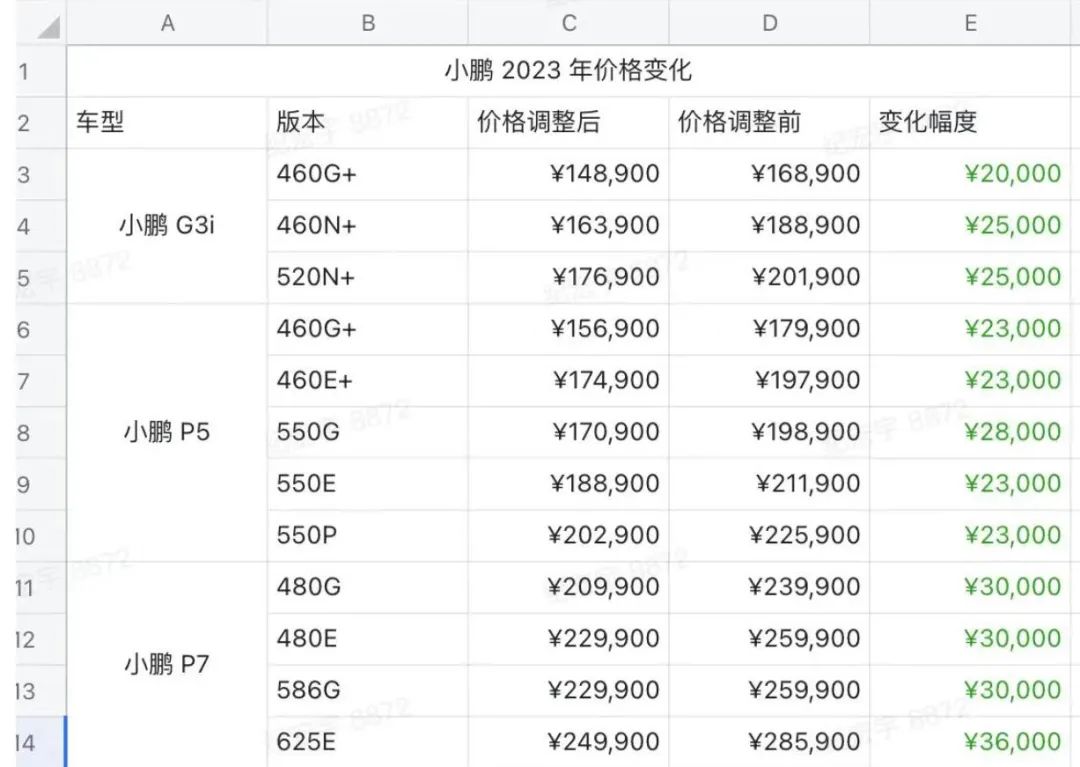 A B C D E
1 小鹏 2023 年价格变化
2 车型 版本 价格调整后 价格调整前 变化幅度
3 460G+ ¥148,900 ¥168,900 ¥20,000
4 小鹏 G3i 460N+ ¥163,900 ¥188,900 ¥25,000
5 520N+ ¥176,900 ¥201,900 ¥25,000
6 460G+ ¥156,900 ¥179,900 ¥23,000
7 460E+ ¥174,900 ¥197,900 ¥23,000
8 小鹏 P5 550G ¥170,900 ¥198,900 ¥28,000
9 550E ¥188,900 ¥211,900 ¥23,000
10 550P ¥202,900 ¥225,900 ¥23,000
11 480G ¥209,900 ¥239,900 ¥30,000
12 480E ¥229,900 ¥259,900 ¥30,000
小鹏 P7
13 586G ¥229,900 ¥259,900 ¥30,000
14 625E ¥249,900 ¥285,900 ¥36,000